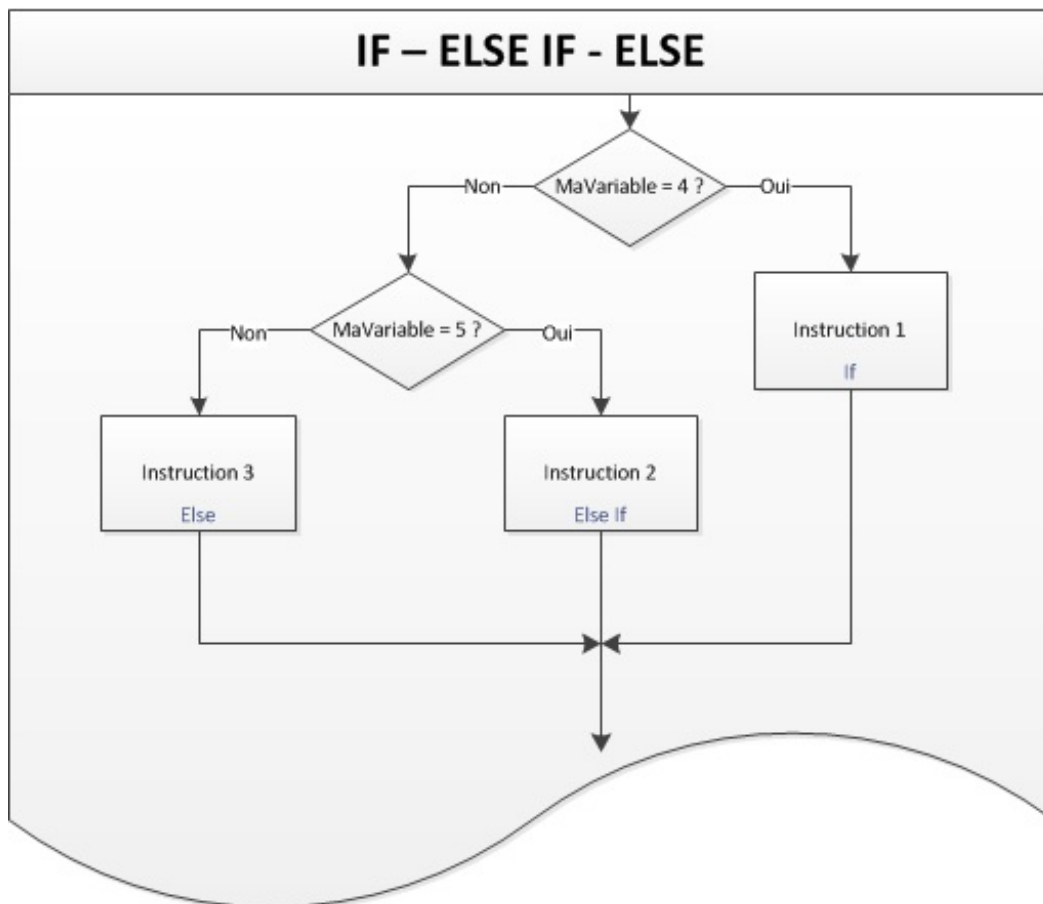 IF – ELSE IF - ELSE
MaVariable = 4 ?
Non
Oui
MaVariable = 5 ?
Non
Oui
Instruction 1
If
Instruction 3
Else
Instruction 2
Else If